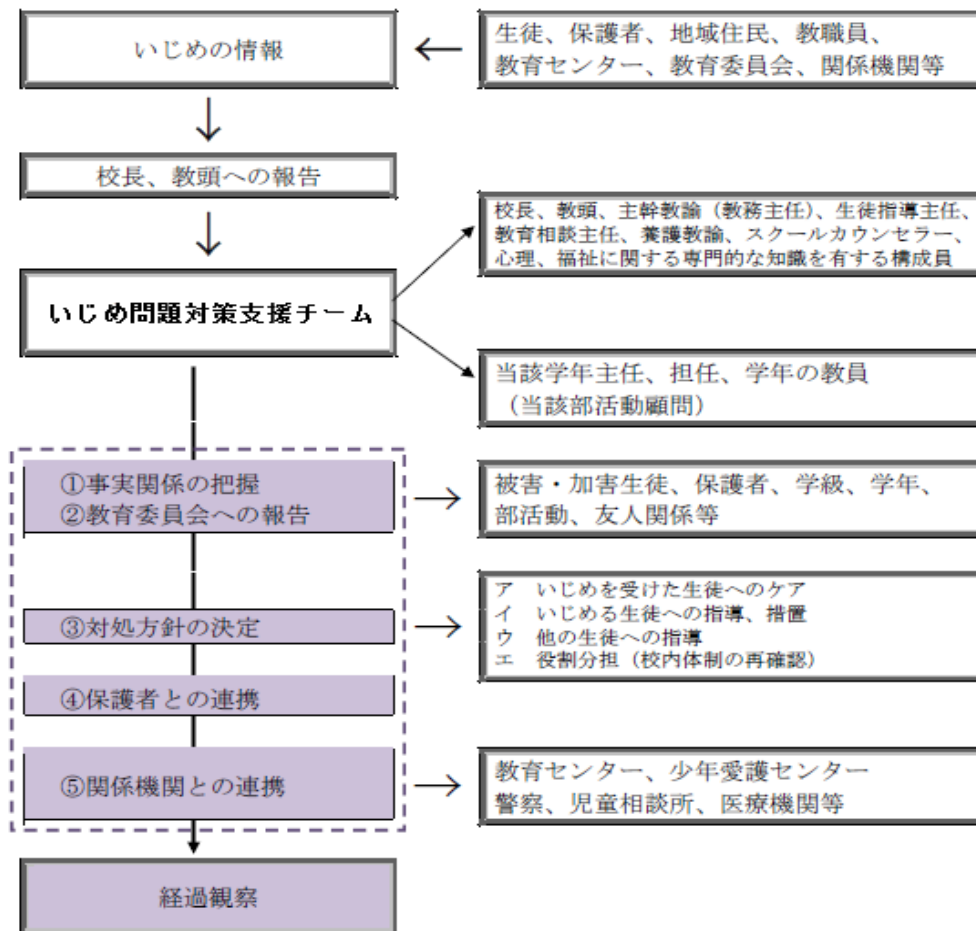 いじめの情報
生徒、保護者、地域住民、教職員、
教育センター、教育委員会、関係機関等
校長、教頭への報告
校長、教頭、主幹教諭（教務主任）、生徒指導主任、
教育相談主任、養護教諭、スクールカウンセラー、
心理、福祉に関する専門的な知識を有する構成員
いじめ問題対策支援チーム
当該学年主任、担任、学年の教員
（当該部活動顧問）
①事実関係の把握
②教育委員会への報告
被害・加害生徒、保護者、学級、学年、
部活動、友人関係等
③対処方針の決定
ア　いじめを受けた生徒へのケア
イ　いじめる生徒への指導、措置
ウ　他の生徒への指導
エ　役割分担（校内体制の再確認）
④保護者との連携
⑤関係機関との連携
教育センター、少年愛護センター
警察、児童相談所、医療機関等
経過観察